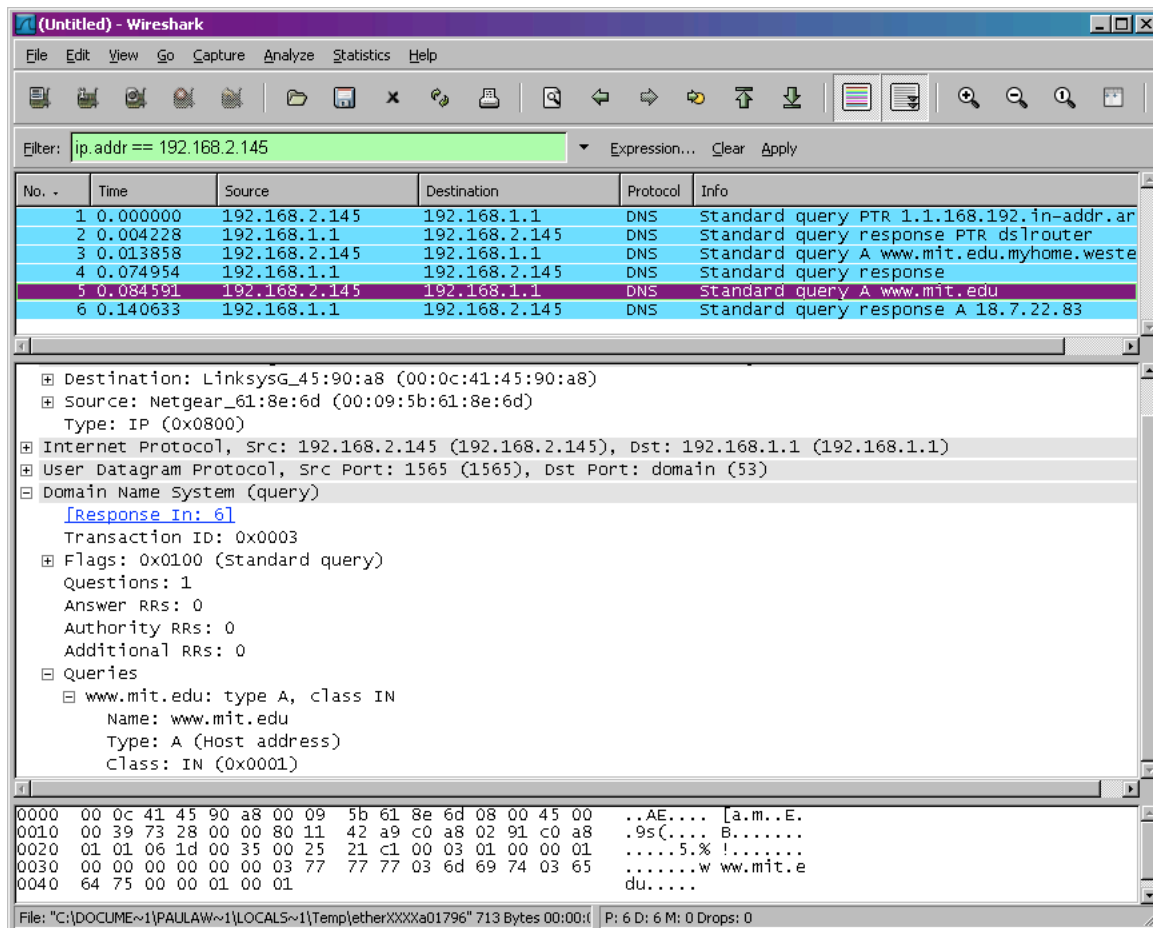 (Untitled) - Wireshark
File Edit View Go Capture Analyze Statistics Help
Filter: ip.addr == 192.168.2.145 Expression... Clear Apply
No. - Time Source Destination Protocol Info
1 0.000000 192.168.2.145 192.168.1.1 DNS Standard query PTR 1.1.168.192.in-addr.ar
2 0.004228 192.168.1.1 192.168.2.145 DNS Standard query response PTR dslrouter
3 0.013858 192.168.2.145 192.168.1.1 DNS Standard query A www.mit.edu.myhome.weste
4 0.074954 192.168.1.1 192.168.2.145 DNS Standard query response
5 0.084591 192.168.2.145 192.168.1.1 DNS Standard query A www.mit.edu
6 0.140633 192.168.1.1 192.168.2.145 DNS Standard query response A 18.7.22.83
Destination: LinksysG_45:90:a8 (00:0c:41:45:90:a8)
Source: Netgear_61:8e:6d (00:09:5b:61:8e:6d)
Type: IP (0x0800)
Internet Protocol, Src: 192.168.2.145 (192.168.2.145), Dst: 192.168.1.1 (192.168.1.1)
User Datagram Protocol, Src Port: 1565 (1565), Dst Port: domain (53)
Domain Name System (query)
[Response In: 6]
Transaction ID: 0x0003
Flags: 0x0100 (Standard query)
Questions: 1
Answer RRs: 0
Authority RRs: 0
Additional RRs: 0
Queries
www.mit.edu: type A, class IN
Name: www.mit.edu
Type: A (Host address)
Class: IN (0x0001)
0000 00 0c 41 45 90 a8 00 09 5b 61 8e 6d 08 00 45 00 ..AE.... [a.m..E.
0010 00 39 73 28 00 00 80 11 42 a9 c0 a8 02 91 c0 a8 .9s(.... B.......
0020 01 01 06 1d 00 35 00 25 21 c1 00 03 01 00 00 01 .....5.% !.......
0030 00 00 00 00 00 00 03 77 77 77 03 6d 69 74 03 65 .......w ww.mit.e
0040 64 75 00 00 01 00 01 du.....
File: "C:\DOCUME~1\PAULAW~1\LOCALS~1\Temp\etherXXXXa01796" 713 Bytes 00:00:( P: 6 D: 6 M: 0 Drops: 0